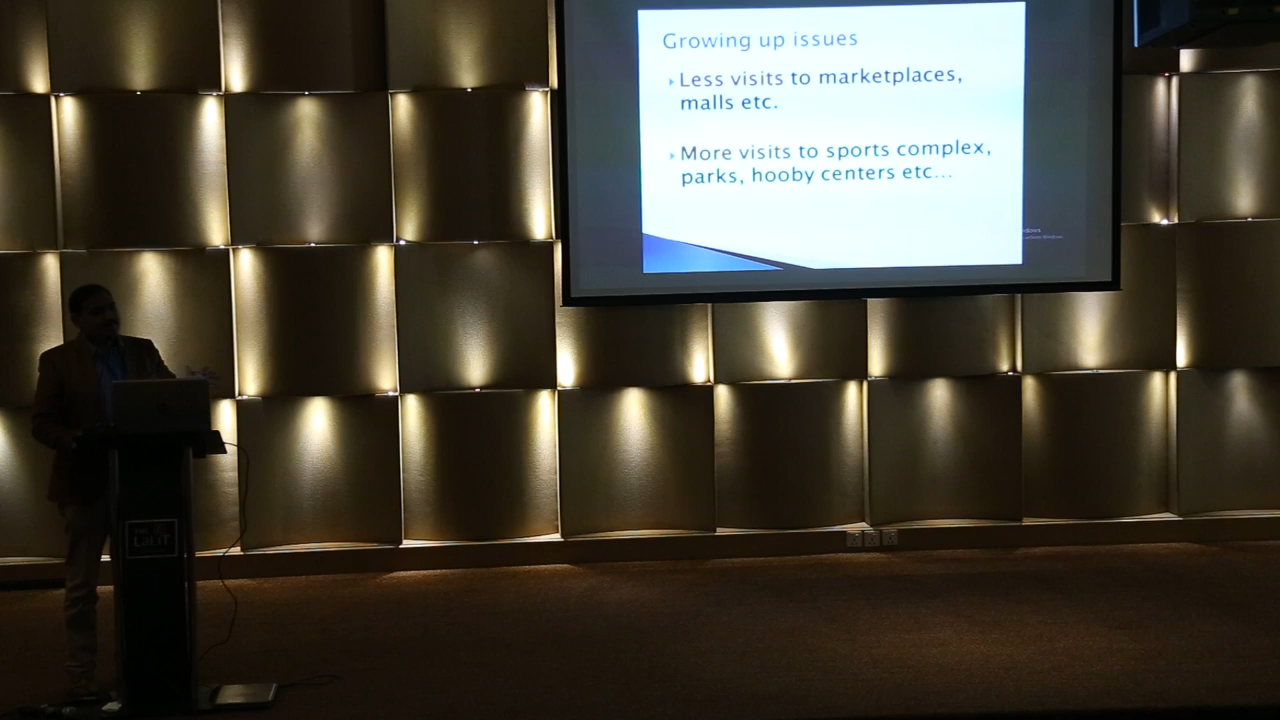 Growing up issues
Less visits to marketplaces,
malls etc.
More visits to sports complex,
parks, hooby centers etc...
THE
LaLiT